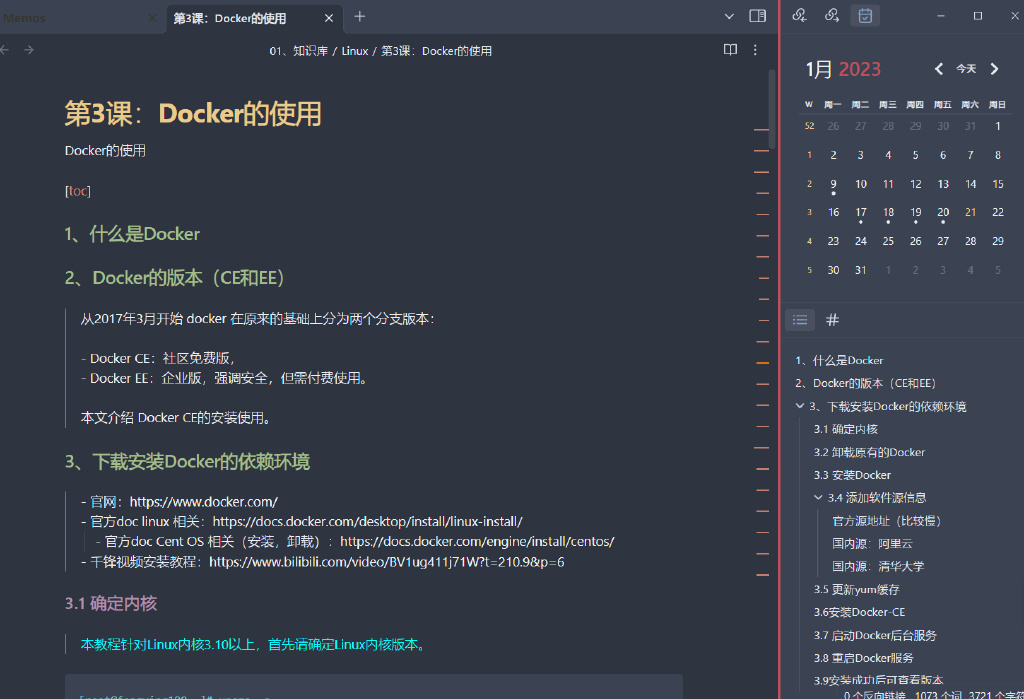 Memos
第3课：Docker的使用
01、知识库 / Linux / 第3课：Docker的使用
第3课：Docker的使用
Docker的使用
[toc]
1、什么是Docker
2、Docker的版本（CE和EE）
从2017年3月开始 docker 在原来的基础上分为两个分支版本：
- Docker CE：社区免费版，
- Docker EE：企业版，强调安全，但需付费使用。
本文介绍 Docker CE的安装使用。
3、下载安装Docker的依赖环境
- 官网：https://www.docker.com/
- 官方doc linux 相关：https://docs.docker.com/desktop/install/linux-install/
- 官方doc Cent OS 相关（安装，卸载）：https://docs.docker.com/engine/install/centos/
- 千锋视频安装教程：https://www.bilibili.com/video/BV1ug411j71W?t=210.9&p=6
3.1 确定内核
本教程针对Linux内核3.10以上，首先请确定Linux内核版本。
1月 2023
今天
W 周一 周二 周三 周四 周五 周六 周日
52 26 27 28 29 30 31 1
1 2 3 4 5 6 7 8
2 9 10 11 12 13 14 15
3 16 17 18 19 20 21 22
4 23 24 25 26 27 28 29
5 30 31 1 2 3 4 5
1、什么是Docker
2、Docker的版本（CE和EE）
3、下载安装Docker的依赖环境
3.1 确定内核
3.2 卸载原有的Docker
3.3 安装Docker
3.4 添加软件源信息
官方源地址（比较慢）
国内源：阿里云
国内源：清华大学
3.5 更新yum缓存
3.6安装Docker-CE
3.7 启动Docker后台服务
3.8 重启Docker服务
3.9安装成功后可查看版本
0 个反向链接 1073 个词 3721 个字符